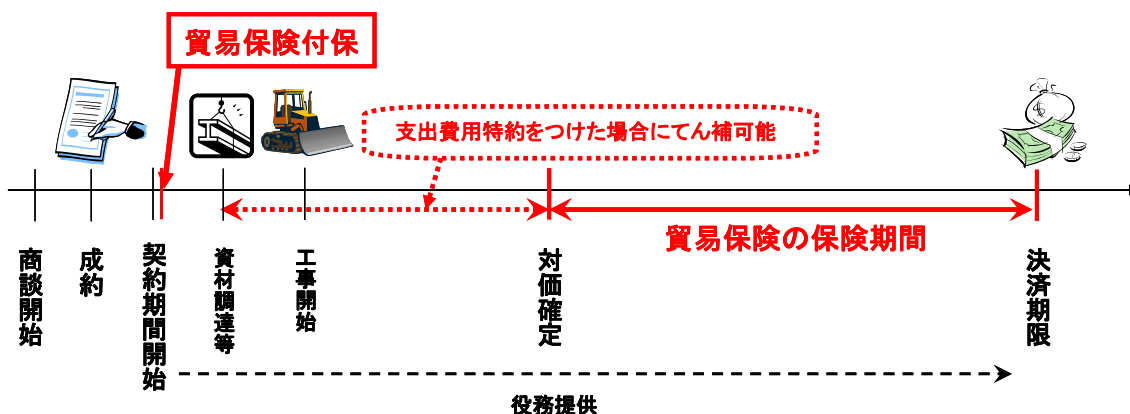 貿易保険付保
支出費用特約をつけた場合にてん補可能
貿易保険の保険期間
商談開始
成約
契約期間開始
資材調達等
工事開始
対価確定
決済期限
役務提供